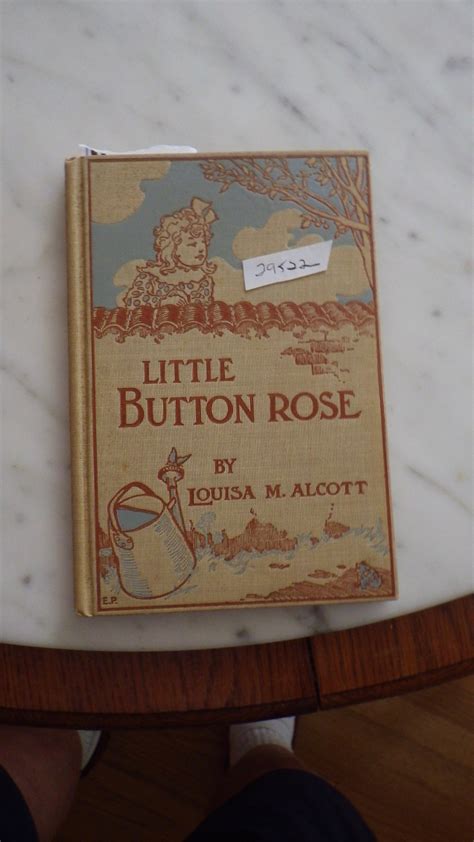 29522
LITTLE
BUTTON ROSE
BY
LOUISA M. ALCOTT
E.P.